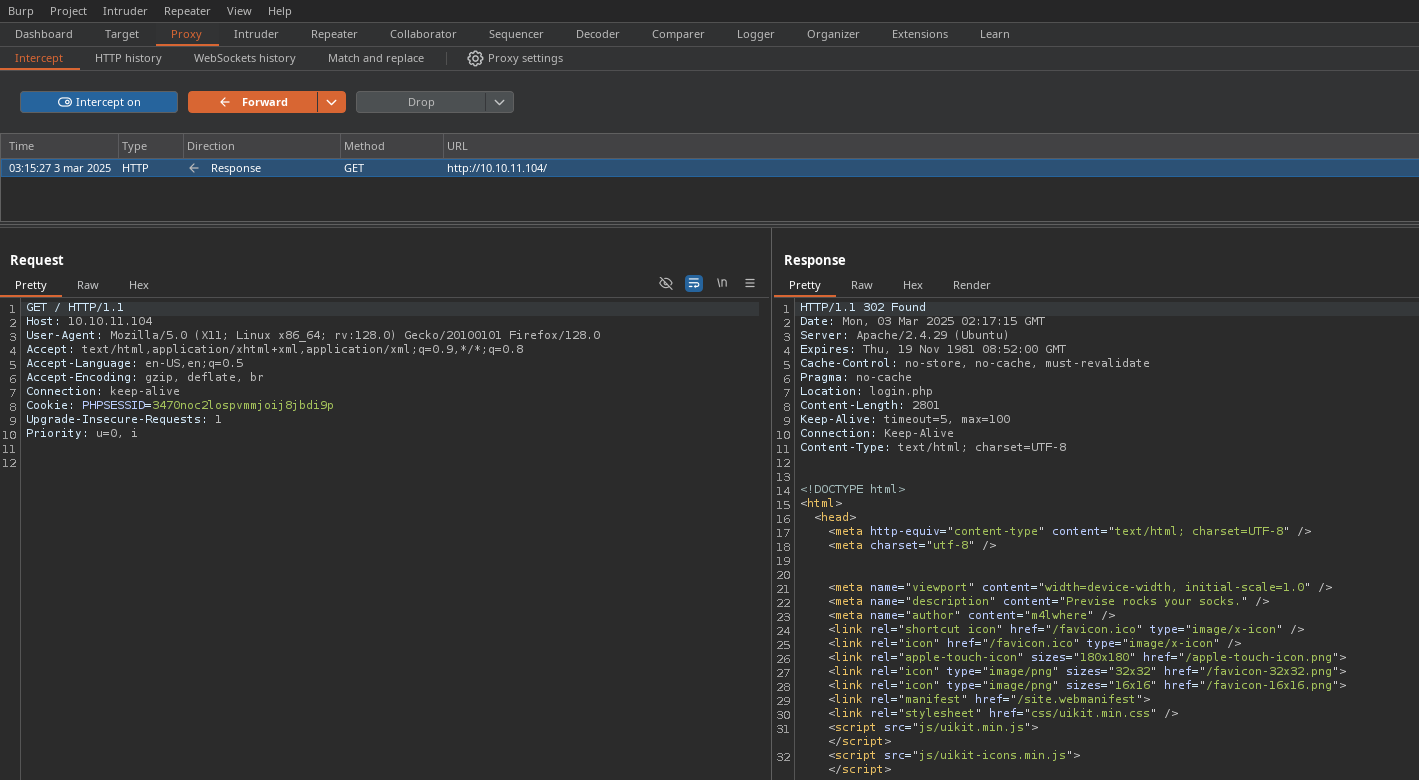 Burp Project Intruder Repeater View Help
Dashboard Target Proxy Intruder Repeater Collaborator Sequencer Decoder Comparer Logger Organizer Extensions Learn
Intercept HTTP history WebSockets history Match and replace Proxy settings
Intercept on Forward Drop
Time Type Direction Method URL
03:15:27 3 mar 2025 HTTP Response GET http://10.10.11.104/
Request
Pretty Raw Hex \n
1 GET / HTTP/1.1
2 Host: 10.10.11.104
3 User-Agent: Mozilla/5.0 (X11; Linux x86_64; rv:128.0) Gecko/20100101 Firefox/128.0
4 Accept: text/html,application/xhtml+xml,application/xml;q=0.9,*/*;q=0.8
5 Accept-Language: en-US,en;q=0.5
6 Accept-Encoding: gzip, deflate, br
7 Connection: keep-alive
8 Cookie: PHPSESSID=3470noc2lospvmmjoij8jbdi9p
9 Upgrade-Insecure-Requests: 1
10 Priority: u=0, i
11
12
Response
Pretty Raw Hex Render
1 HTTP/1.1 302 Found
2 Date: Mon, 03 Mar 2025 02:17:15 GMT
3 Server: Apache/2.4.29 (Ubuntu)
4 Expires: Thu, 19 Nov 1981 08:52:00 GMT
5 Cache-Control: no-store, no-cache, must-revalidate
6 Pragma: no-cache
7 Location: login.php
8 Content-Length: 2801
9 Keep-Alive: timeout=5, max=100
10 Connection: Keep-Alive
11 Content-Type: text/html; charset=UTF-8
12
13
14 <!DOCTYPE html>
15 <html>
16 <head>
17 <meta http-equiv="content-type" content="text/html; charset=UTF-8" />
18 <meta charset="utf-8" />
19
20
21 <meta name="viewport" content="width=device-width, initial-scale=1.0" />
22 <meta name="description" content="Previse rocks your socks." />
23 <meta name="author" content="m4lwhere" />
24 <link rel="shortcut icon" href="/favicon.ico" type="image/x-icon" />
25 <link rel="icon" href="/favicon.ico" type="image/x-icon" />
26 <link rel="apple-touch-icon" sizes="180x180" href="/apple-touch-icon.png">
27 <link rel="icon" type="image/png" sizes="32x32" href="/favicon-32x32.png">
28 <link rel="icon" type="image/png" sizes="16x16" href="/favicon-16x16.png">
29 <link rel="manifest" href="/site.webmanifest">
30 <link rel="stylesheet" href="css/uikit.min.css" />
31 <script src="js/uikit.min.js">
</script>
32 <script src="js/uikit-icons.min.js">
</script>